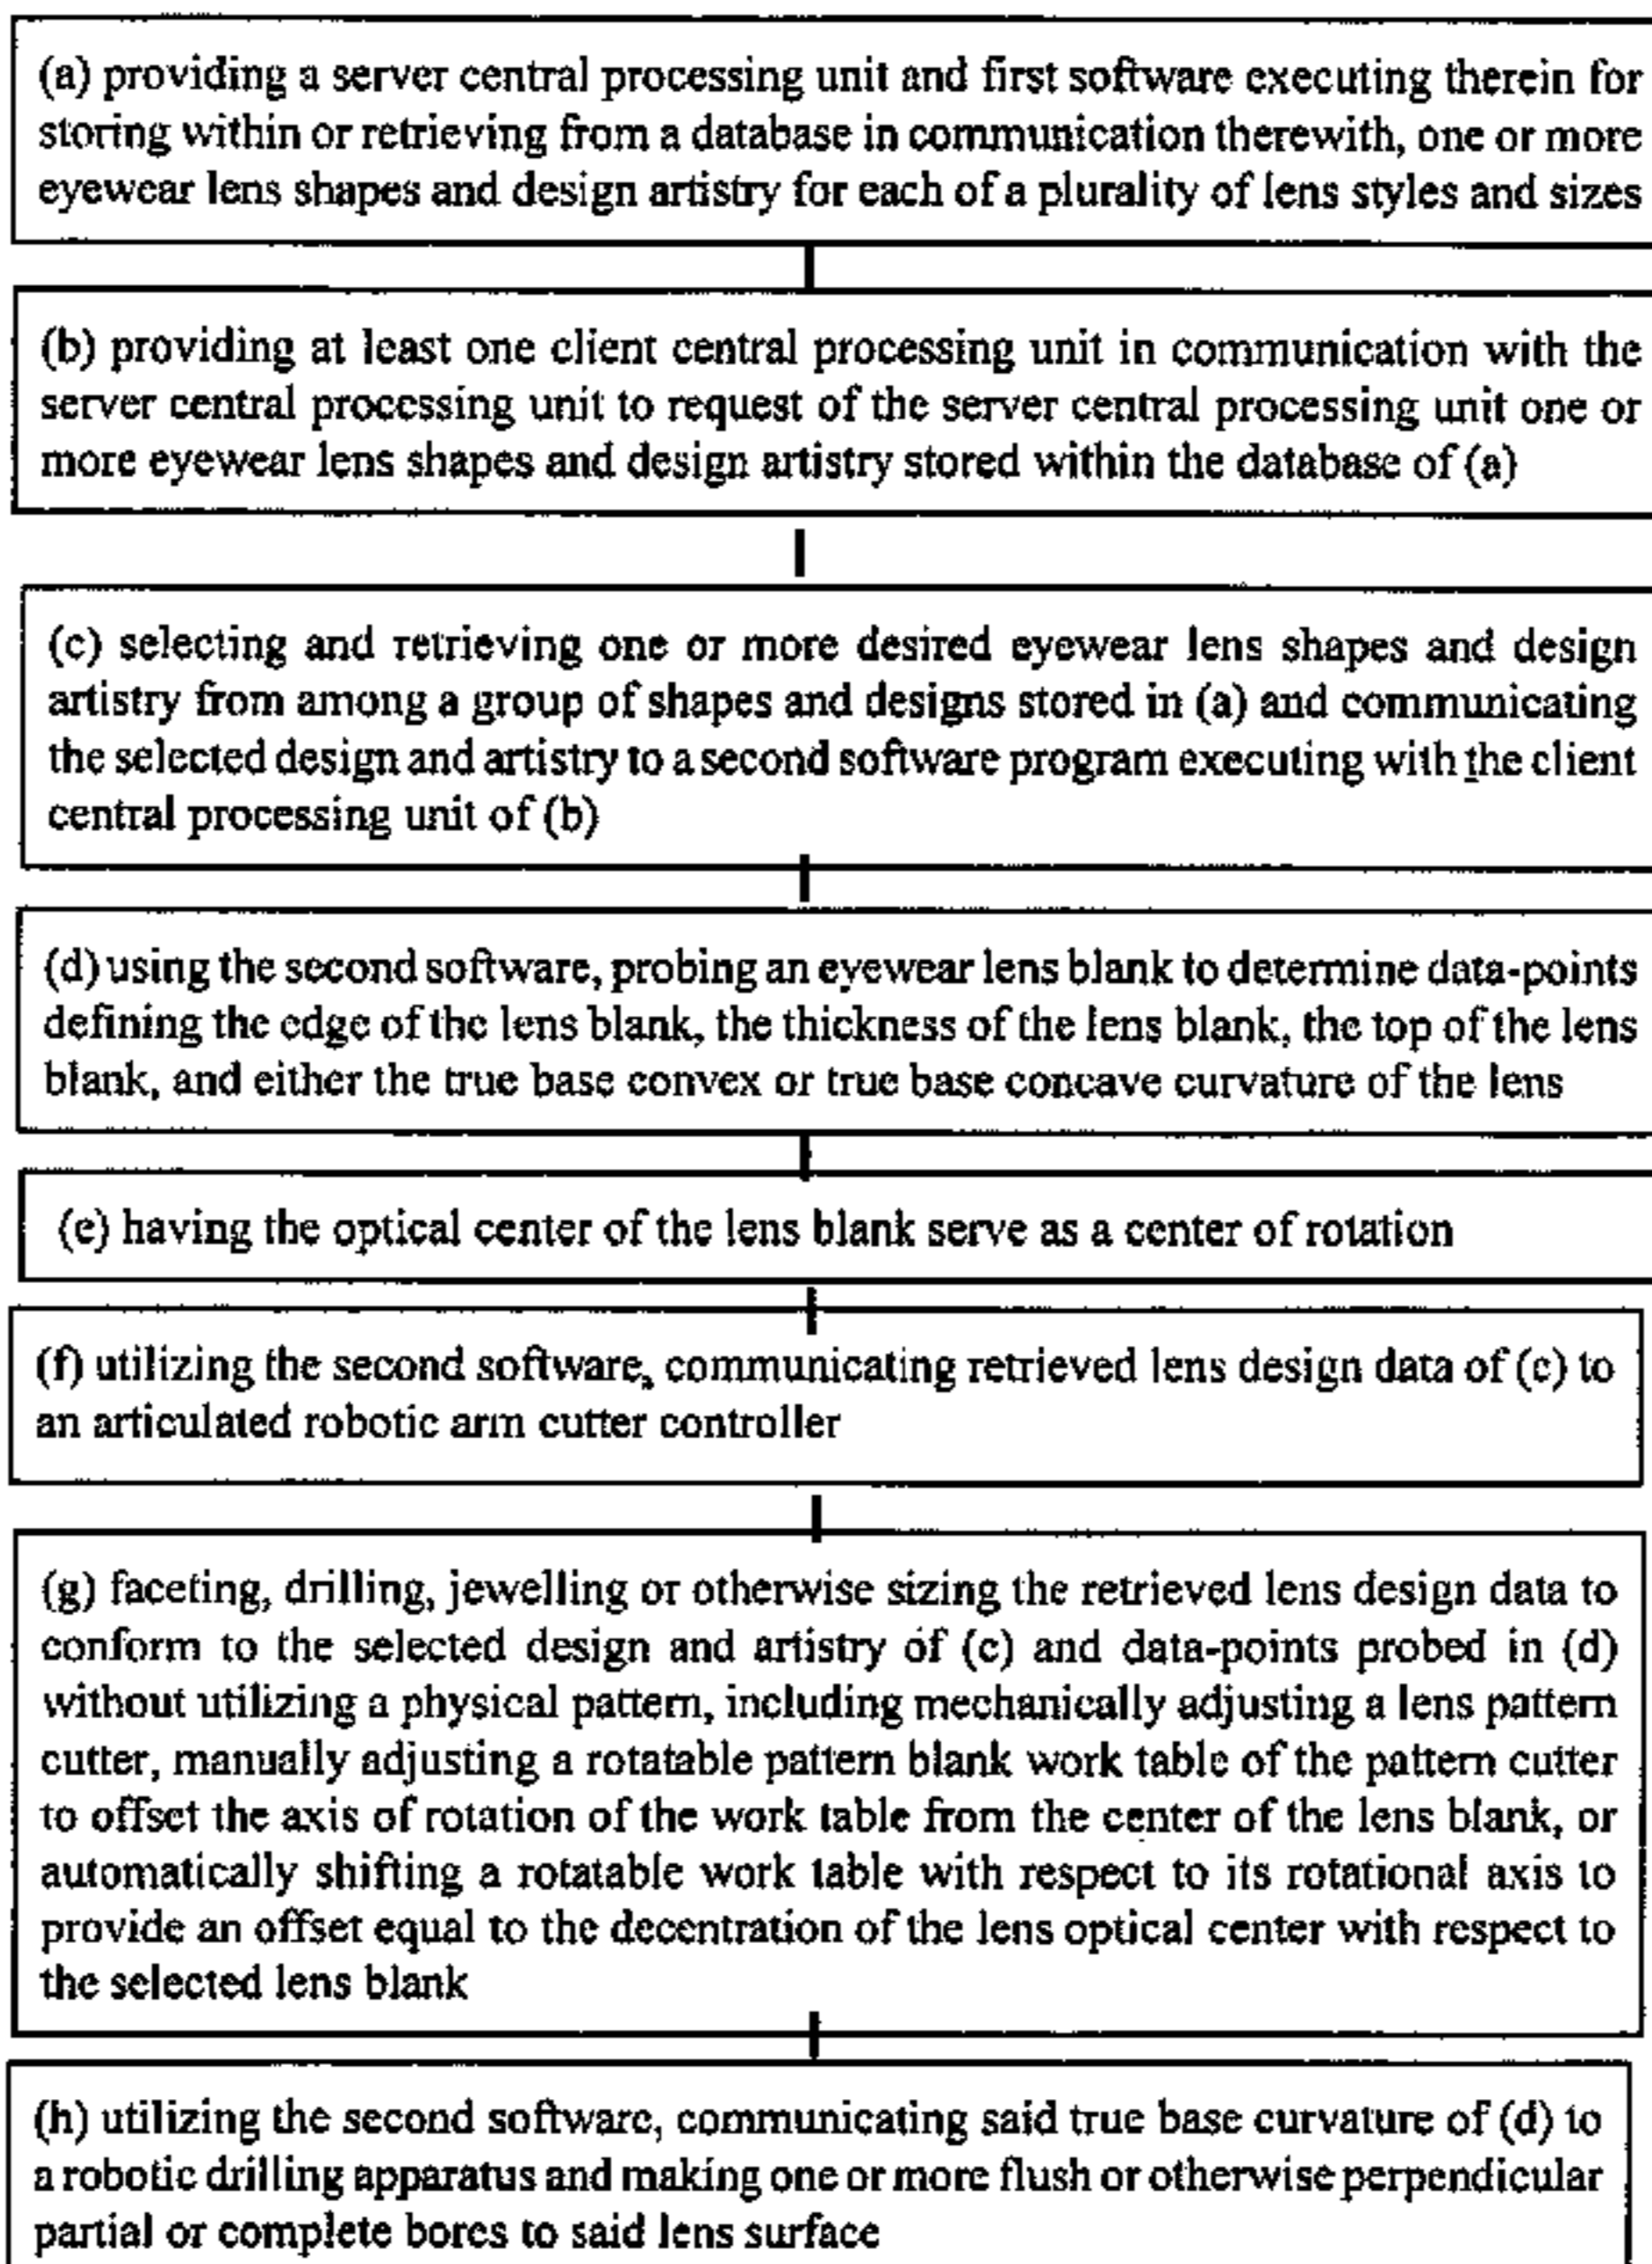 (a) providing a server central processing unit and first software executing therein for
storing within or retrieving from a database in communication therewith, one or more
eyewear lens shapes and design artistry for each of a plurality of lens styles and sizes
(b) providing at least one client central processing unit in communication with the
server central processing unit to request of the server central processing unit one or
more eyewear lens shapes and design artistry stored within the database of (a)
(c) selecting and retrieving one or more desired eyewear lens shapes and design
artistry from among a group of shapes and designs stored in (a) and communicating
the selected design and artistry to a second software program executing with the client
central processing unit of (b)
(d) using the second software, probing an eyewear lens blank to determine data-points
defining the edge of the lens blank, the thickness of the lens blank, the top of the lens
blank, and either the true base convex or true base concave curvature of the lens
(e) having the optical center of the lens blank serve as a center of rotation
(f) utilizing the second software, communicating retrieved lens design data of (c) to
an articulated robotic arm cutter controller
(g) faceting, drilling, jewelling or otherwise sizing the retrieved lens design data to
conform to the selected design and artistry of (c) and data-points probed in (d)
without utilizing a physical pattern, including mechanically adjusting a lens pattern
cutter, manually adjusting a rotatable pattern blank work table of the pattern cutter
to offset the axis of rotation of the work table from the center of the lens blank, or
automatically shifting a rotatable work table with respect to its rotational axis to
provide an offset equal to the decentration of the lens optical center with respect to
the selected lens blank
(h) utilizing the second software, communicating said true base curvature of (d) to
a robotic drilling apparatus and making one or more flush or otherwise perpendicular
partial or complete bores to said lens surface